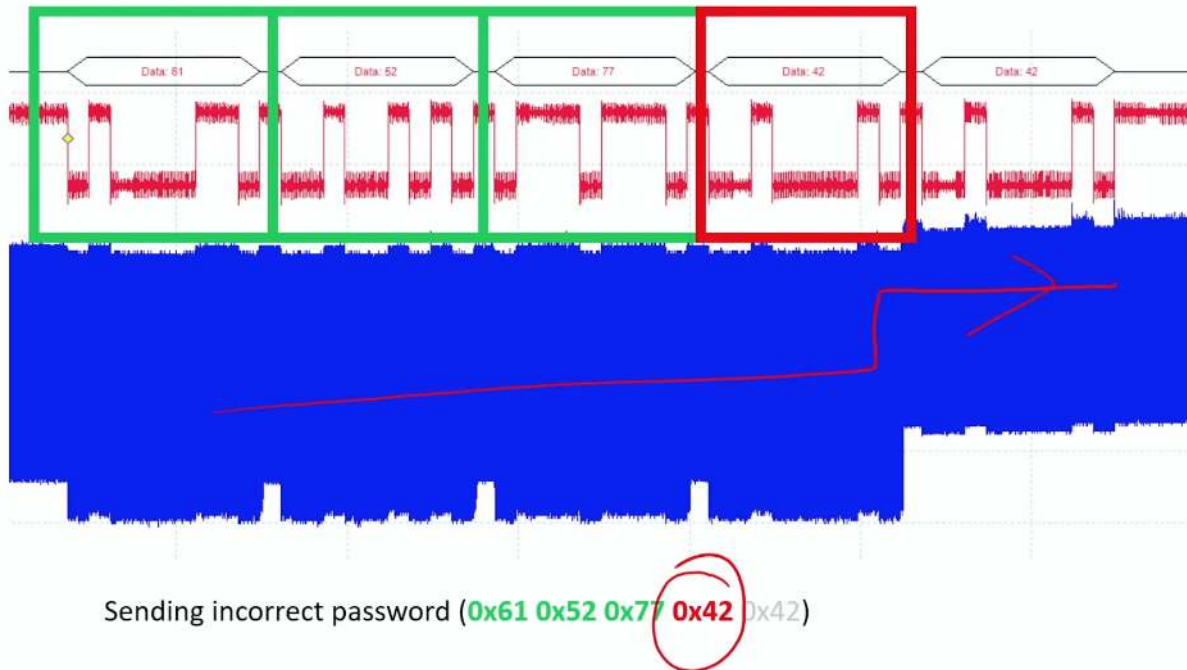 Data: 61 Data: 52 Data: 77 Data: 42 Data: 42
Sending incorrect password (0x61 0x52 0x77 0x42 0x42)